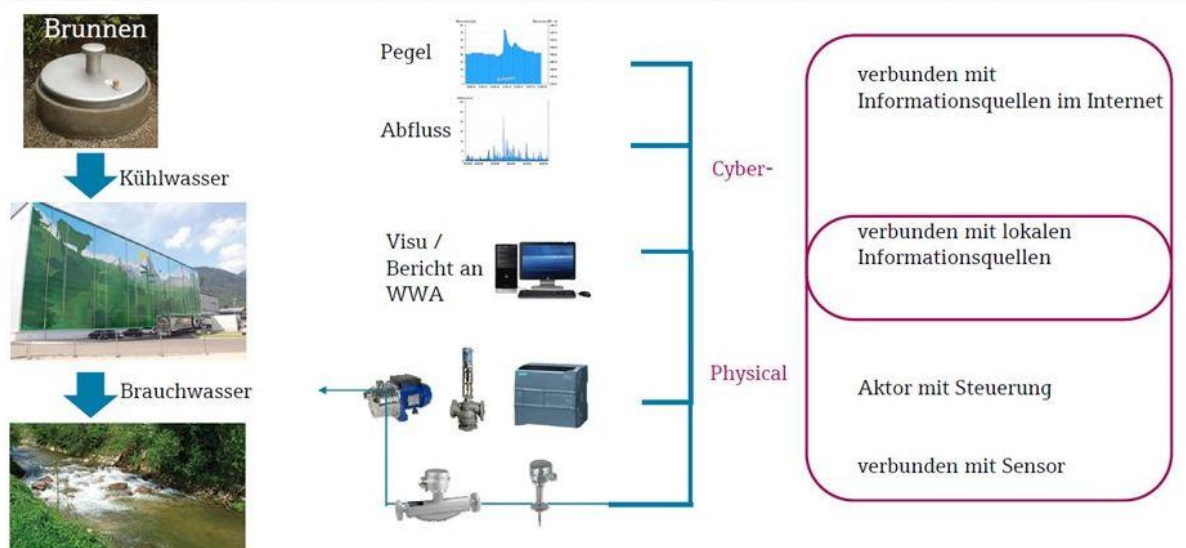 Brunnen
Kühlwasser
Brauchwasser
Pegel
Abfluss
Visu /
Bericht an
WWA
Cyber-
Physical
verbunden mit
Informationsquellen im Internet
verbunden mit lokalen
Informationsquellen
Aktor mit Steuerung
verbunden mit Sensor